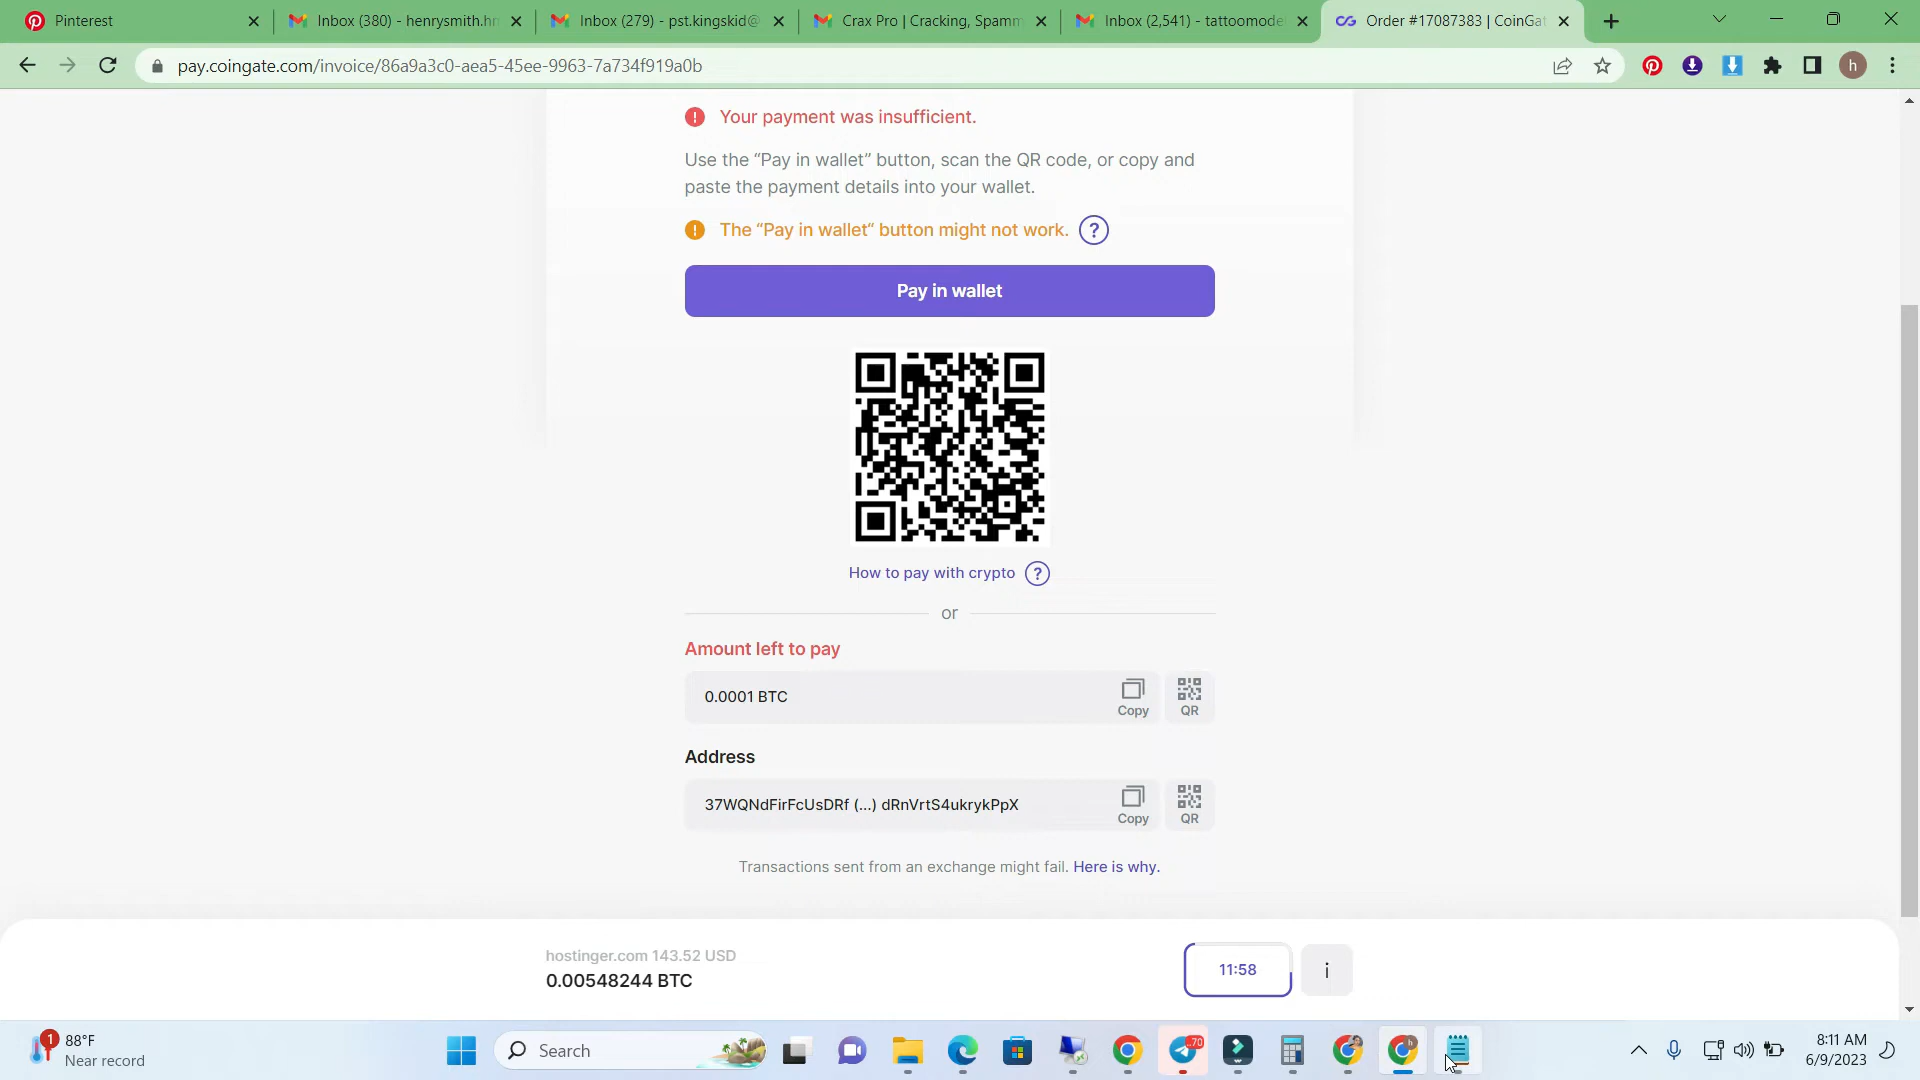 Pinterest
Inbox (380) - henrysmith.hn
Inbox (279) - pst.kingskid@
Crax Pro | Cracking, Spamm
Inbox (2,541) - tattoomode
Order #17087383 | CoinGat
pay.coingate.com/invoice/86a9a3c0-aea5-45ee-9963-7a734f919a0b
h
Your payment was insufficient.
Use the “Pay in wallet” button, scan the QR code, or copy and
paste the payment details into your wallet.
The “Pay in wallet“ button might not work. ?
Pay in wallet
How to pay with crypto ?
or
Amount left to pay
0.0001 BTC
Copy
QR
Address
37WQNdFirFcUsDRf (...) dRnVrtS4ukrykPpX
Copy
QR
Transactions sent from an exchange might fail. Here is why.
hostinger.com 143.52 USD
0.00548244 BTC
11:58
i
1
88°F
Near record
Search
70
h
8:11 AM
6/9/2023